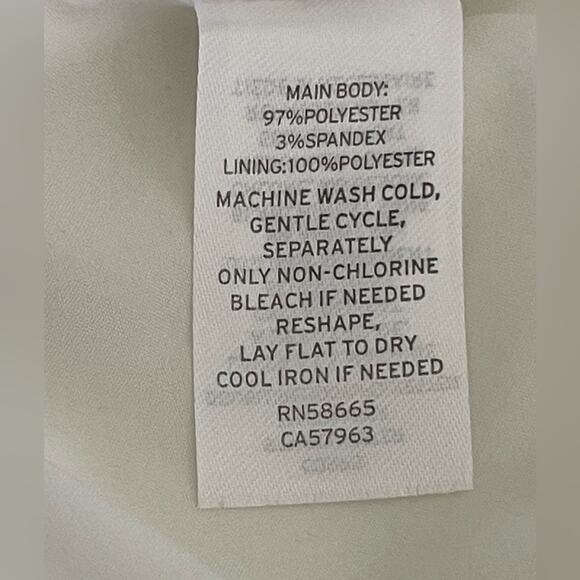 MAIN BODY:
97%POLYESTER
3%SPANDEX
LINING:100%POLYESTER
MACHINE WASH COLD,
GENTLE CYCLE,
SEPARATELY
ONLY NON-CHLORINE
BLEACH IF NEEDED
RESHAPE,
LAY FLAT TO DRY
COOL IRON IF NEEDED
RN58665
CA57963